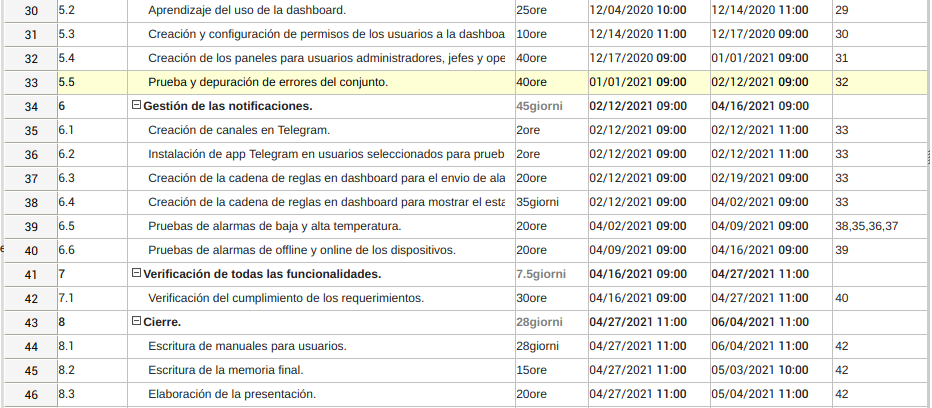 30 5.2 Aprendizaje del uso de la dashboard. 25ore 12/04/2020 10:00 12/14/2020 11:00 29
31 5.3 Creación y configuración de permisos de los usuarios a la dashboa 10ore 12/14/2020 11:00 12/17/2020 09:00 30
32 5.4 Creación de los paneles para usuarios administradores, jefes y ope 40ore 12/17/2020 09:00 01/01/2021 09:00 31
33 5.5 Prueba y depuración de errores del conjunto. 40ore 01/01/2021 09:00 02/12/2021 09:00 32
34 6 Gestión de las notificaciones. 45giorni 02/12/2021 09:00 04/16/2021 09:00
35 6.1 Creación de canales en Telegram. 2ore 02/12/2021 09:00 02/12/2021 11:00 33
36 6.2 Instalación de app Telegram en usuarios seleccionados para prueb 2ore 02/12/2021 09:00 02/12/2021 11:00 33
37 6.3 Creación de la cadena de reglas en dashboard para el envio de ala 20ore 02/12/2021 09:00 02/19/2021 09:00 33
38 6.4 Creación de la cadena de reglas en dashboard para mostrar el esta 35giorni 02/12/2021 09:00 04/02/2021 09:00 33
39 6.5 Pruebas de alarmas de baja y alta temperatura. 20ore 04/02/2021 09:00 04/09/2021 09:00 38,35,36,37
40 6.6 Pruebas de alarmas de offline y online de los dispositivos. 20ore 04/09/2021 09:00 04/16/2021 09:00 39
41 7 Verificación de todas las funcionalidades. 7.5giorni 04/16/2021 09:00 04/27/2021 11:00
42 7.1 Verificación del cumplimiento de los requerimientos. 30ore 04/16/2021 09:00 04/27/2021 11:00 40
43 8 Cierre. 28giorni 04/27/2021 11:00 06/04/2021 11:00
44 8.1 Escritura de manuales para usuarios. 28giorni 04/27/2021 11:00 06/04/2021 11:00 42
45 8.2 Escritura de la memoria final. 15ore 04/27/2021 11:00 05/03/2021 10:00 42
46 8.3 Elaboración de la presentación. 20ore 04/27/2021 11:00 05/04/2021 11:00 42